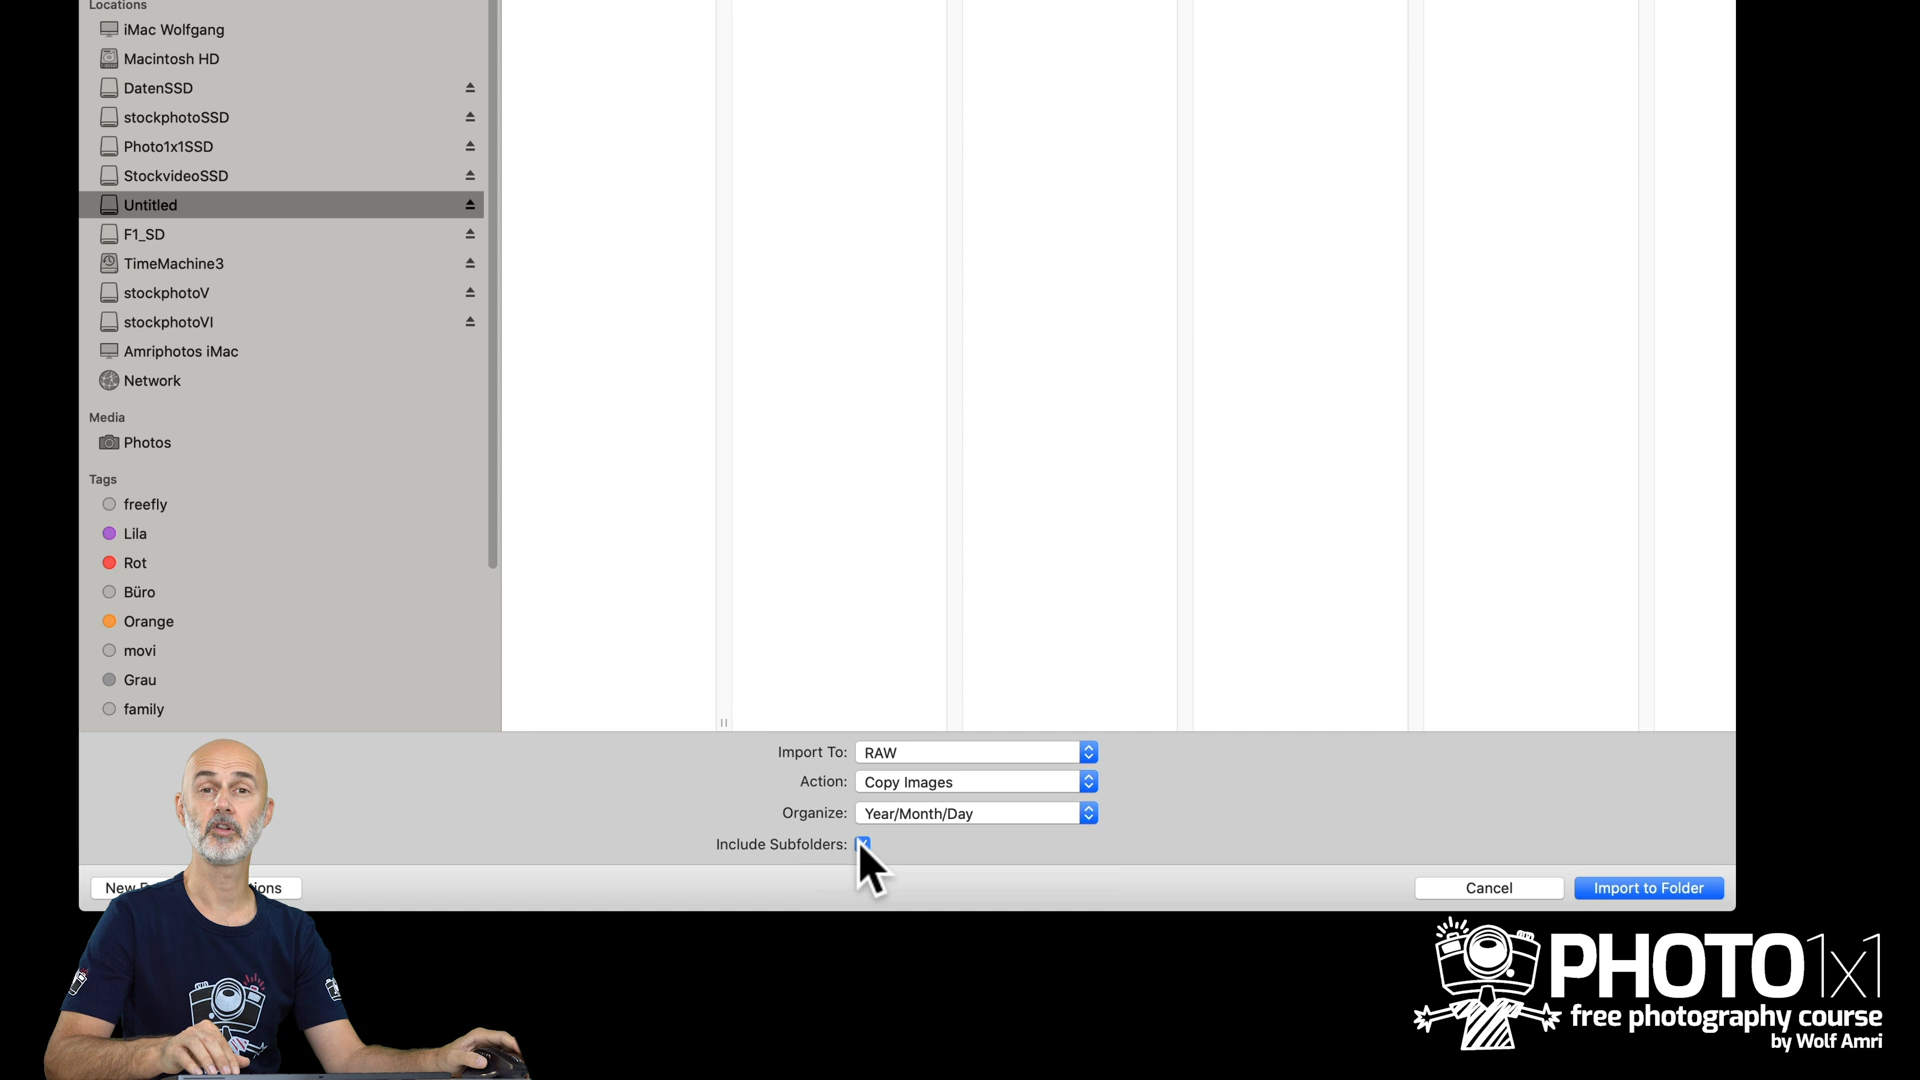 Locations
iMac Wolfgang
Macintosh HD
DatenSSD
stockphotoSSD
Photo1x1SSD
StockvideoSSD
Untitled
F1_SD
TimeMachine3
stockphotoV
stockphotoVI
Amriphotos iMac
Network
Media
Photos
Tags
freefly
Lila
Rot
Büro
Orange
movi
Grau
family
Import To: RAW
Action: Copy Images
Organize: Year/Month/Day
Include Subfolders:
New
Cancel
Import to Folder
PHOTO1x1
free photography course
by Wolf Amri